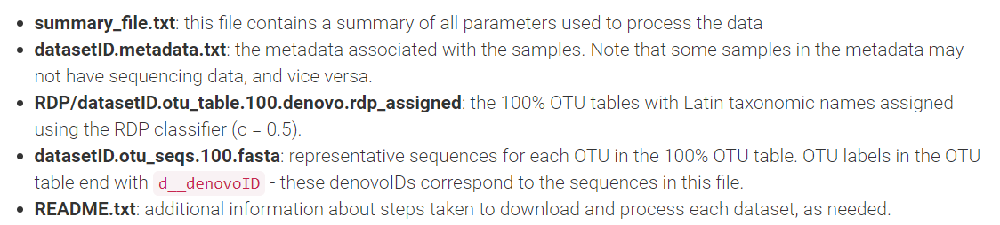 summary_file.txt: this file contains a summary of all parameters used to process the data
datasetID.metadata.txt: the metadata associated with the samples. Note that some samples in the metadata may
not have sequencing data, and vice versa.
RDP/datasetID.otu_table.100.denovo.rdp_assigned: the 100% OTU tables with Latin taxonomic names assigned
using the RDP classifier (c = 0.5).
datasetID.otu_seqs.100.fasta: representative sequences for each OTU in the 100% OTU table. OTU labels in the OTU
table end with d__denovoID - these denovoIDs correspond to the sequences in this file.
README.txt: additional information about steps taken to download and process each dataset, as needed.